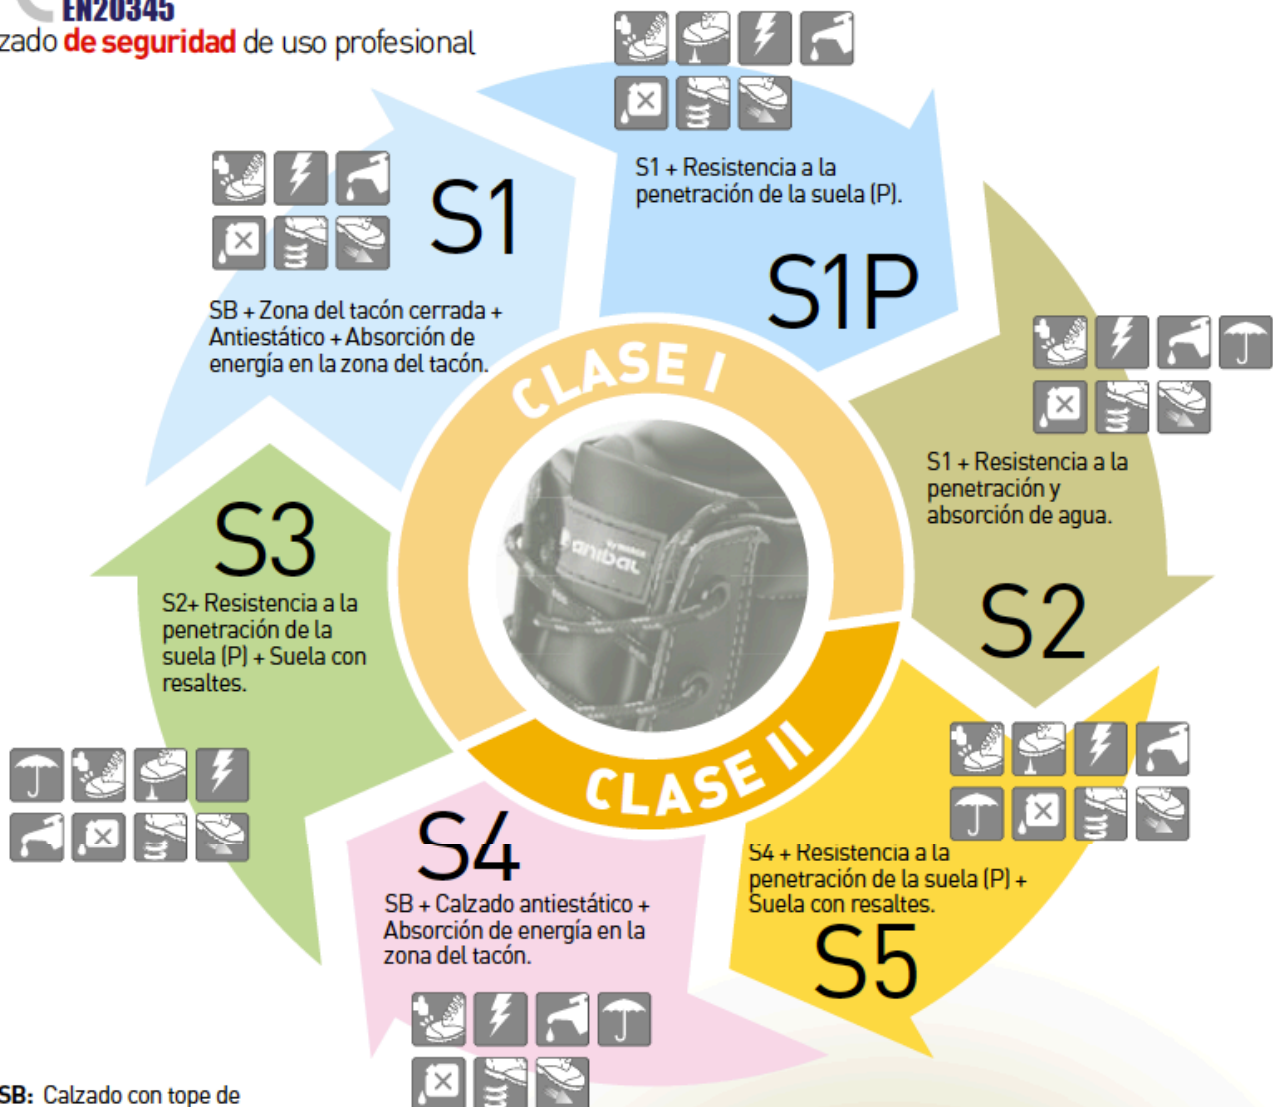 EN20345
zado de seguridad de uso profesional
S1
SB + Zona del tacón cerrada +
Antiestático + Absorción de
energía en la zona del tacón.
S1 + Resistencia a la
penetración de la suela (P).
S1P
S1 + Resistencia a la
penetración y
absorción de agua.
S2
CLASE I
anibal
S3
S2+ Resistencia a la
penetración de la
suela (P) + Suela con
resaltes.
CLASE II
S4
SB + Calzado antiestático +
Absorción de energía en la
zona del tacón.
S4 + Resistencia a la
penetración de la suela (P) +
Suela con resaltes.
S5
SB: Calzado con tope de